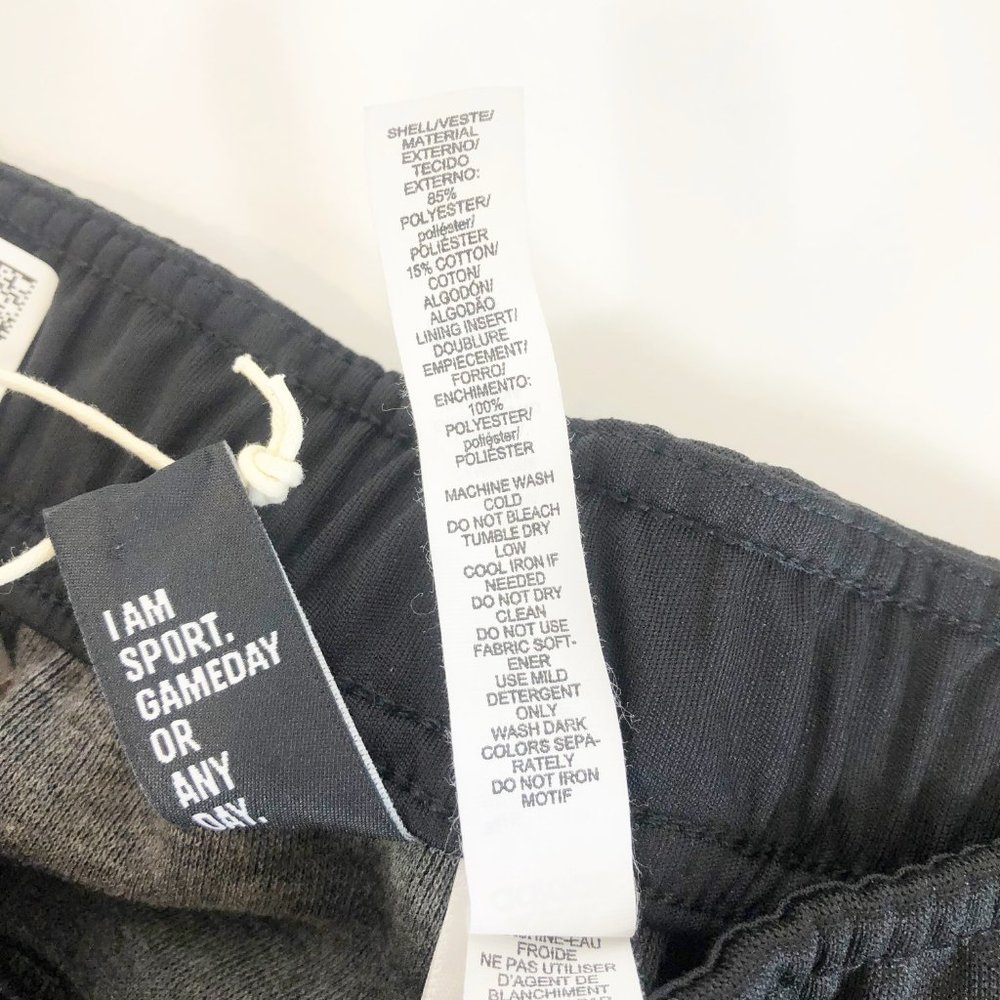 SHELL/VESTE/
MATERIAL
EXTERNO/
TECIDO
EXTERNO:
85%
POLYESTER/
poliéster/
POLIÉSTER
15% COTTON/
COTON/
ALGODÓN/
ALGODÃO
LINING INSERT/
DOUBLURE
EMPIECEMENT/
FORRO/
ENCHIMENTO:
100%
POLYESTER/
poliéster/
POLIÉSTER
MACHINE WASH
COLD
DO NOT BLEACH
TUMBLE DRY
LOW
COOL IRON IF
NEEDED
DO NOT DRY
CLEAN
DO NOT USE
FABRIC SOFT-
ENER
USE MILD
DETERGENT
ONLY
WASH DARK
COLORS SEPA-
RATELY
DO NOT IRON
MOTIF
FROIDE
NE PAS UTILISER
D'AGENT DE
BLANCHIMENT
I AM
SPORT.
GAMEDAY
OR
ANY
DAY.